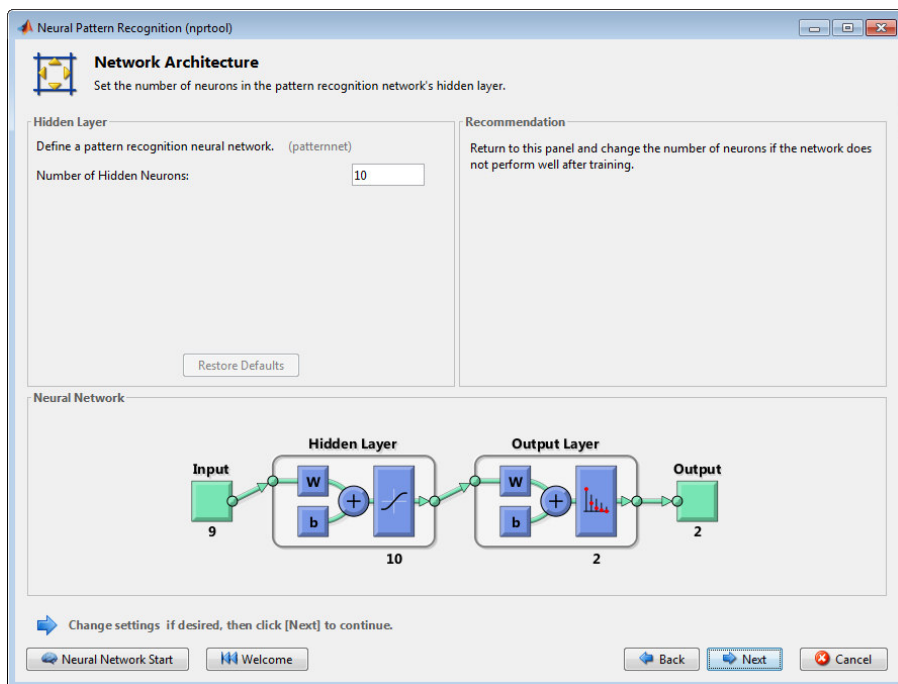 Neural Pattern Recognition (nprtool)
Network Architecture
Set the number of neurons in the pattern recognition network's hidden layer.
Hidden Layer
Define a pattern recognition neural network. (patternnet)
Number of Hidden Neurons: 10
Restore Defaults
Recommendation
Return to this panel and change the number of neurons if the network does
not perform well after training.
Neural Network
Hidden Layer
Output Layer
Input
W
b
+
W
b
+
Output
9
10
2
2
Change settings if desired, then click [Next] to continue.
Neural Network Start
Welcome
Back
Next
Cancel